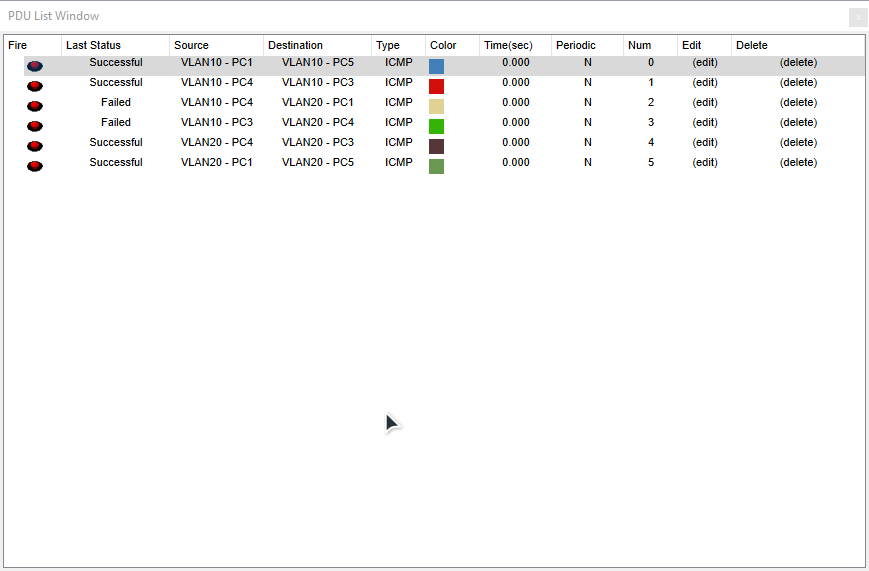 PDU List Window
Fire Last Status Source Destination Type Color Time(sec) Periodic Num Edit Delete
Successful VLAN10 - PC1 VLAN10 - PC5 ICMP 0.000 N 0 (edit) (delete)
Successful VLAN10 - PC4 VLAN10 - PC3 ICMP 0.000 N 1 (edit) (delete)
Failed VLAN10 - PC4 VLAN20 - PC1 ICMP 0.000 N 2 (edit) (delete)
Failed VLAN10 - PC3 VLAN20 - PC4 ICMP 0.000 N 3 (edit) (delete)
Successful VLAN20 - PC4 VLAN20 - PC3 ICMP 0.000 N 4 (edit) (delete)
Successful VLAN20 - PC1 VLAN20 - PC5 ICMP 0.000 N 5 (edit) (delete)